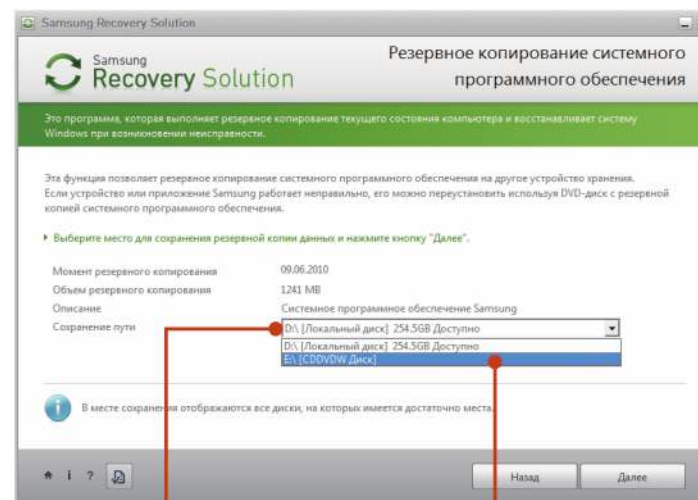 Samsung Recovery Solution
Samsung
Recovery Solution
Резервное копирование системного
программного обеспечения
Это программа, которая выполняет резервное копирование текущего состояния компьютера и восстанавливает систему
Windows при возникновении неисправности.
Эта функция позволяет резервное копирование системного программного обеспечения на другое устройство хранения.
Если устройство или приложение Samsung работает неправильно, его можно переустановить используя DVD-диск с резервной
копией системного программного обеспечения.
Выберите место для сохранения резервной копии данных и нажмите кнопку "Далее".
Момент резервного копирования 09.06.2010
Объем резервного копирования 1241 MB
Описание Системное программное обеспечение Samsung
Сохранение пути D:\ [Локальный диск] 254.5GB Доступно
D:\ [Локальный диск] 254.5GB Доступно
E:\ [CDDVDW Диск]
В месте сохранения отображаются все диски, на которых имеется достаточно места.
Назад Далее